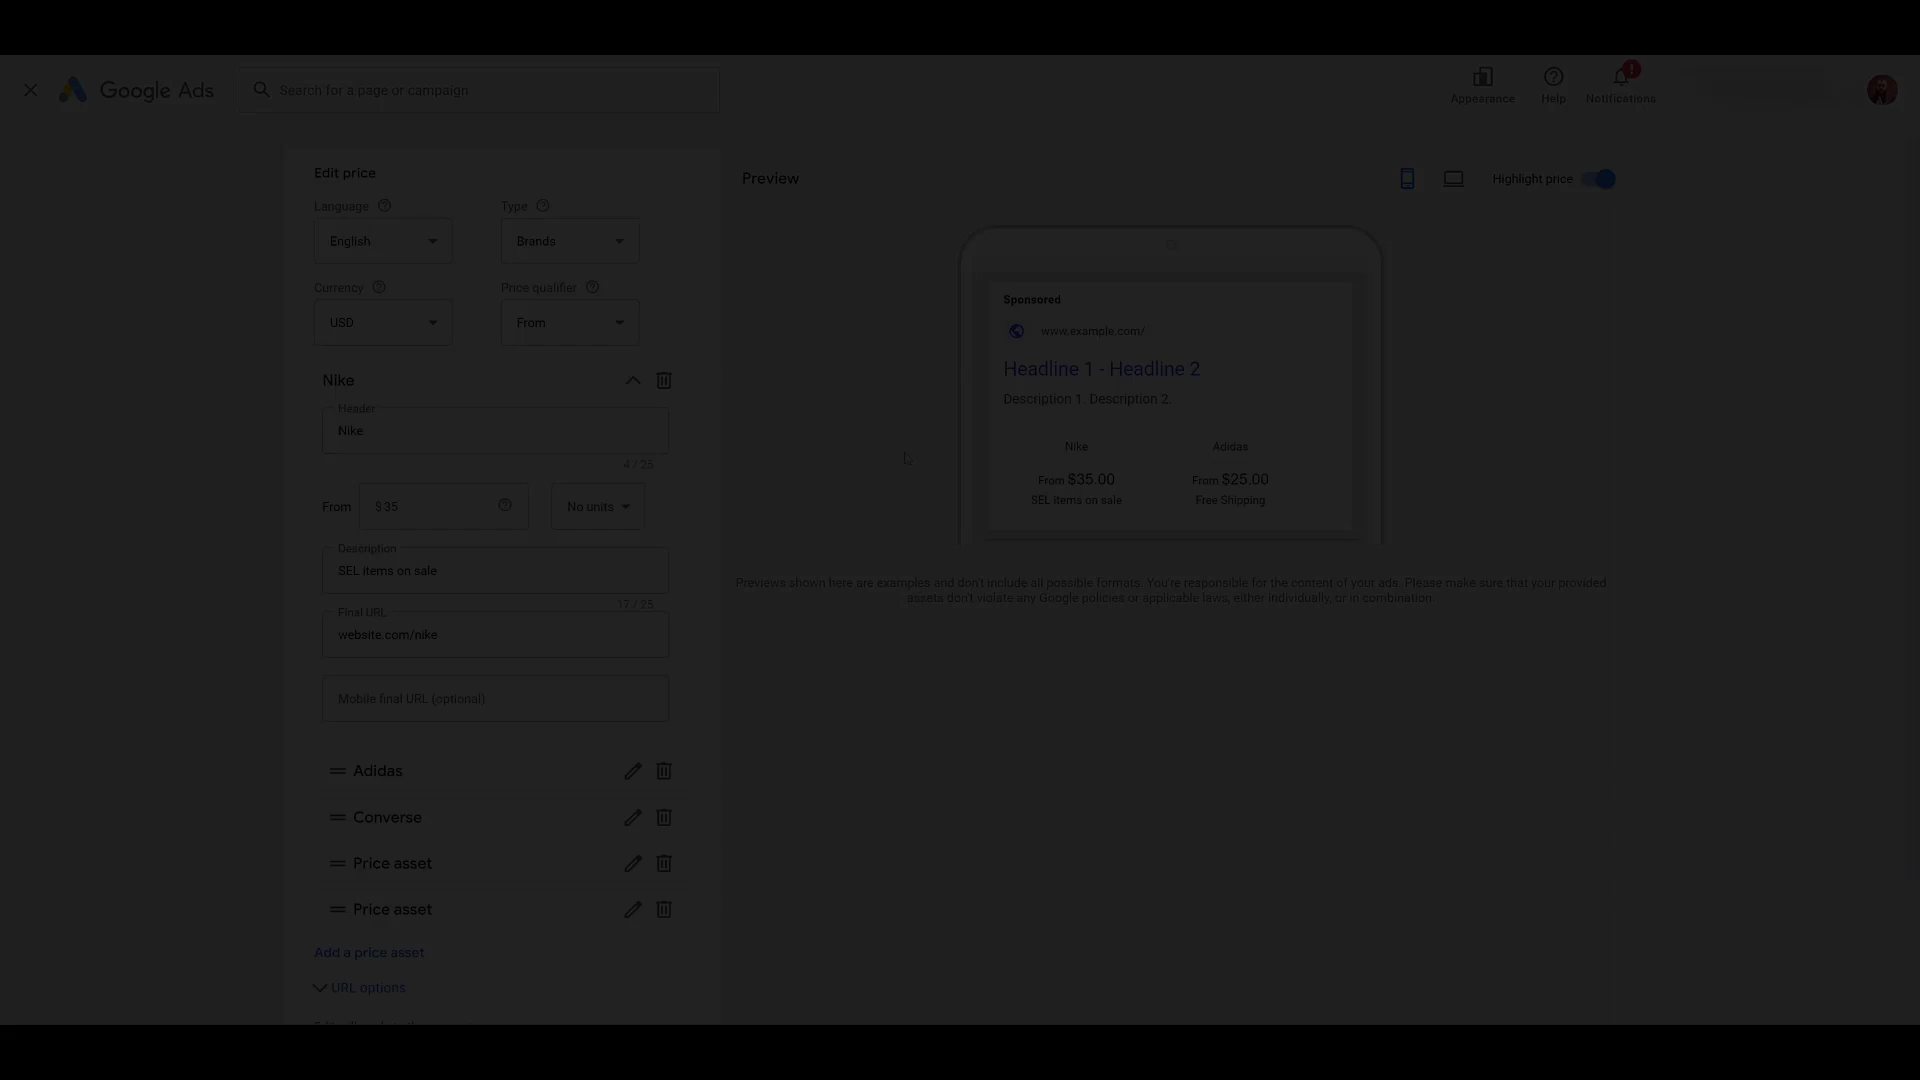 Google Ads
Search for a page or campaign
Appearance
Help
Notifications
Edit price
Language
Type
English
Brands
Currency
Price qualifier
USD
From
Nike
Header
Nike
4 / 25
From
$35
No units
Description
SEL items on sale
17 / 25
Final URL
website.com/nike
Mobile final URL (optional)
Adidas
Converse
Price asset
Price asset
Add a price asset
URL options
Preview
Highlight price
Sponsored
www.example.com/
Headline 1 - Headline 2
Description 1. Description 2.
Nike
Adidas
From $35.00
From $25.00
SEL items on sale
Free Shipping
Previews shown here are examples and don't include all possible formats. You're responsible for the content of your ads. Please make sure that your provided
assets don't violate any Google policies or applicable laws, either individually, or in combination.